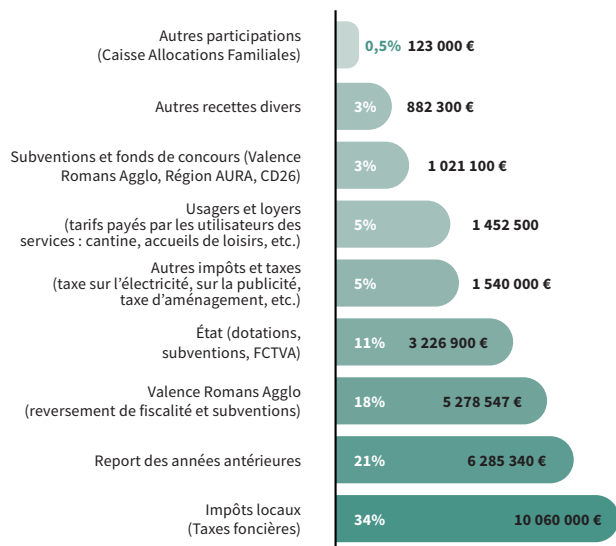 Autres participations
(Caisse Allocations Familiales)
0,5% 123 000 €
Autres recettes divers
3% 882 300 €
Subventions et fonds de concours (Valence
Romans Agglo, Région AURA, CD26)
3% 1 021 100 €
Usagers et loyers
(tarifs payés par les utilisateurs des
services : cantine, accueils de loisirs, etc.)
5% 1 452 500
Autres impôts et taxes
(taxe sur l'électricité, sur la publicité,
taxe d'aménagement, etc.)
5% 1 540 000 €
État (dotations,
subventions, FCTVA)
11% 3 226 900 €
Valence Romans Agglo
(reversement de fiscalité et subventions)
18% 5 278 547 €
Report des années antérieures
21% 6 285 340 €
Impôts locaux
(Taxes foncières)
34% 10 060 000 €